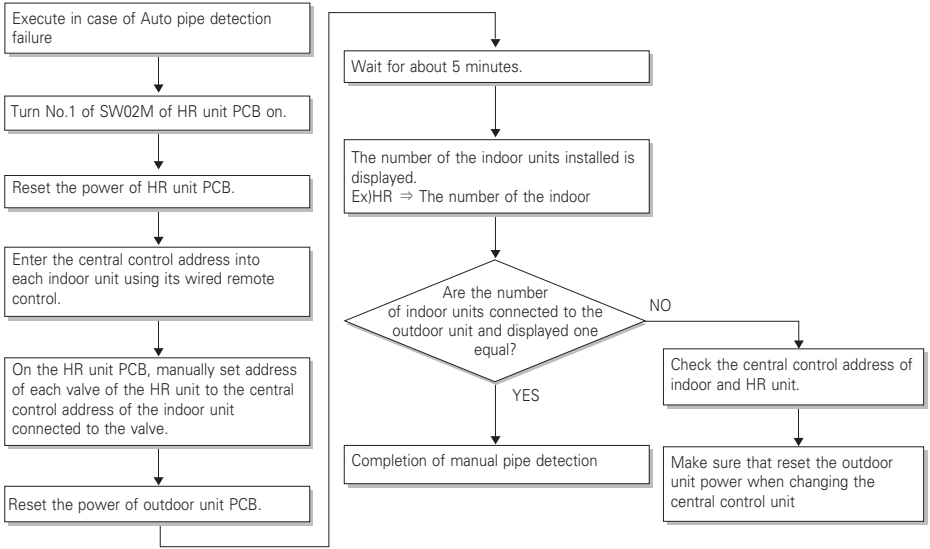 Execute in case of Auto pipe detection
failure
Turn No.1 of SW02M of HR unit PCB on.
Reset the power of HR unit PCB.
Enter the central control address into
each indoor unit using its wired remote
control.
On the HR unit PCB, manually set address
of each valve of the HR unit to the central
control address of the indoor unit
connected to the valve.
Reset the power of outdoor unit PCB.
Wait for about 5 minutes.
The number of the indoor units installed is
displayed.
Ex)HR ⇒ The number of the indoor
Are the number
of indoor units connected to the
outdoor unit and displayed one
equal?
NO
YES
Completion of manual pipe detection
Check the central control address of
indoor and HR unit.
Make sure that reset the outdoor
unit power when changing the
central control unit